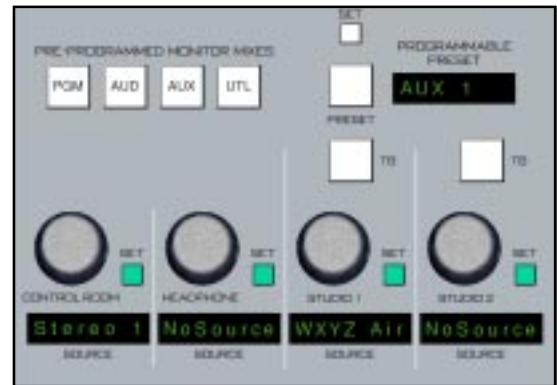 SET
PRE-PROGRAMMED MONITOR MIXES
PROGRAMMABLE
PRESET
PGM AUD AUX UTL
AUX 1
PRESET
TB TB
SET SET SET SET
CONTROL ROOM HEADPHONE STUDIO 1 STUDIO 2
Stereo 1 NoSource WXYZ Air NoSource
SOURCE SOURCE SOURCE SOURCE